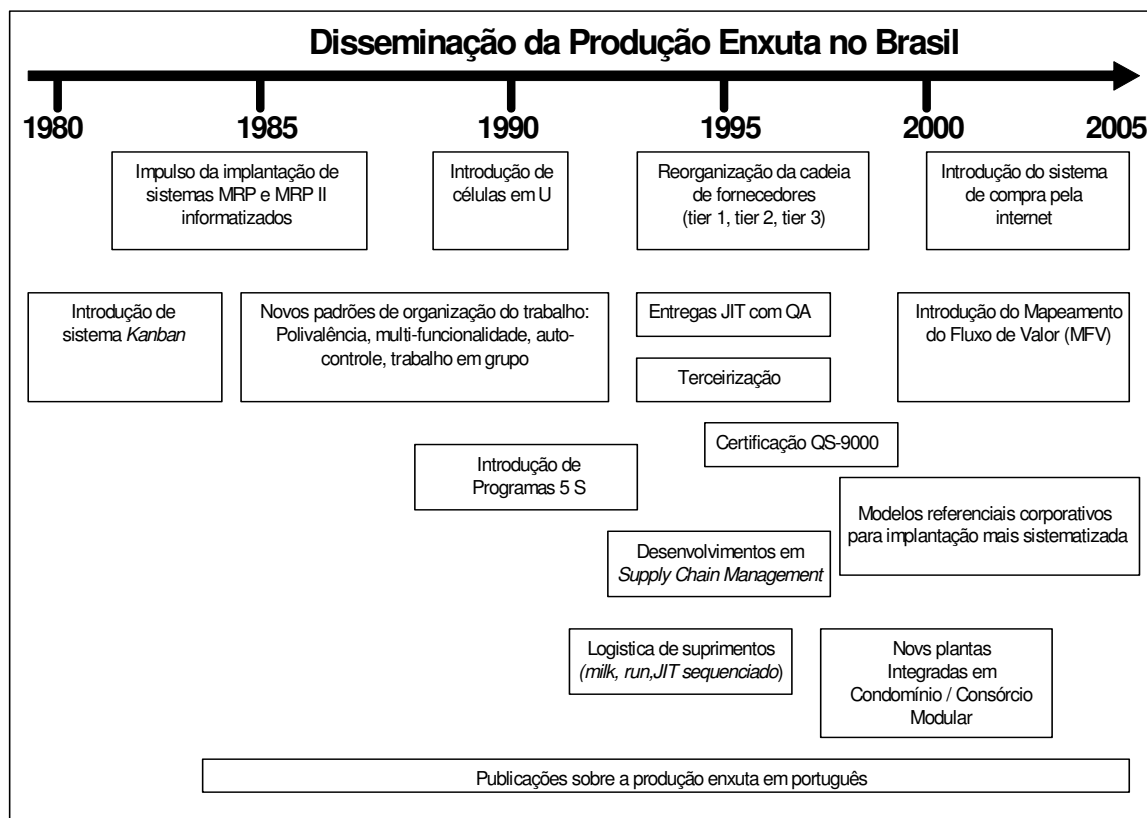 Disseminação da Produção Enxuta no Brasil
1980 1985 1990 1995 2000 2005
Impulso da implantação de
sistemas MRP e MRP II
informatizados
Introdução de
células em U
Reorganização da cadeia
de fornecedores
(tier 1, tier 2, tier 3)
Introdução do sistema
de compra pela
internet
Introdução de
sistema Kanban
Novos padrões de organização do trabalho:
Polivalência, multi-funcionalidade, auto-
controle, trabalho em grupo
Entregas JIT com QA
Terceirização
Introdução do Mapeamento
do Fluxo de Valor (MFV)
Certificação QS-9000
Introdução de
Programas 5 S
Modelos referenciais corporativos
para implantação mais sistematizada
Desenvolvimentos em
Supply Chain Management
Logistica de suprimentos
(milk, run,JIT sequenciado)
Novs plantas
Integradas em
Condomínio / Consórcio
Modular
Publicações sobre a produção enxuta em português